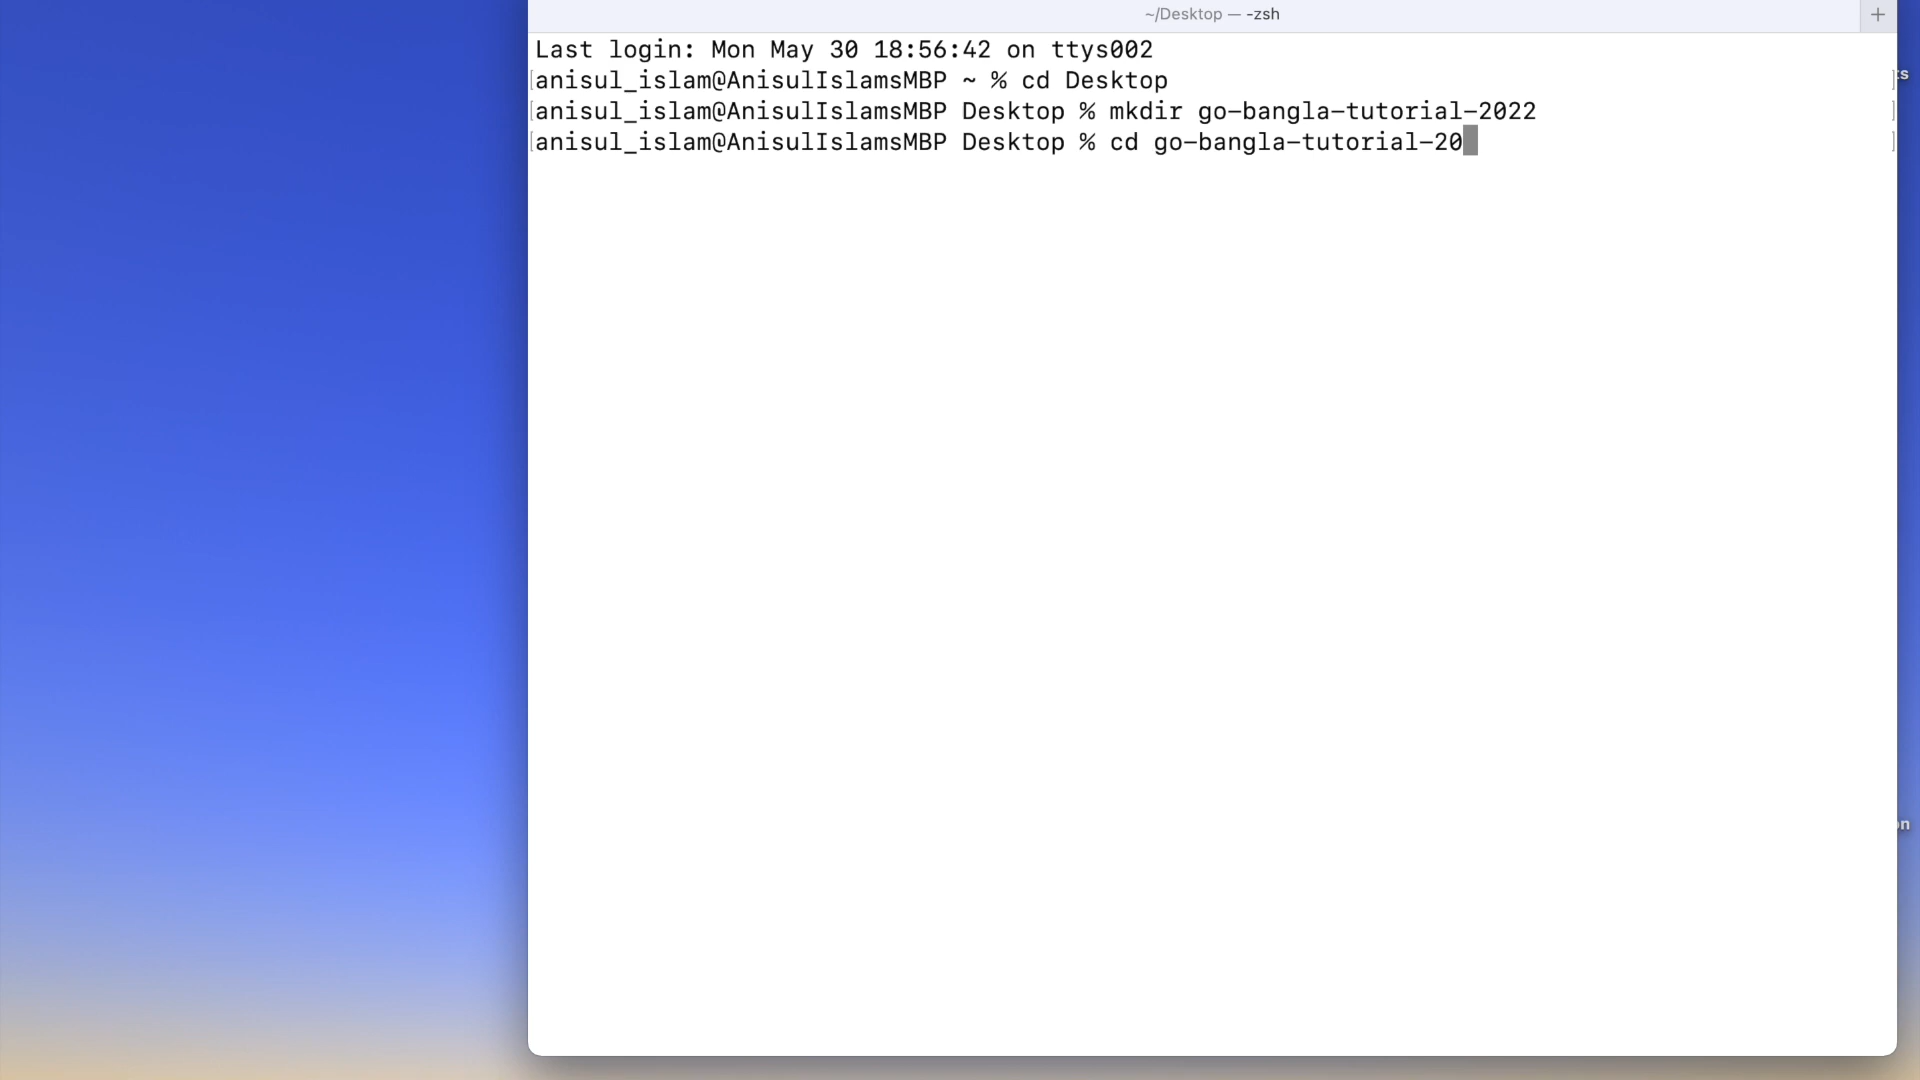 ~/Desktop — -zsh
Last login: Mon May 30 18:56:42 on ttys002
[anisul_islam@AnisulIslamsMBP ~ % cd Desktop ]
[anisul_islam@AnisulIslamsMBP Desktop % mkdir go-bangla-tutorial-2022 ]
[anisul_islam@AnisulIslamsMBP Desktop % cd go-bangla-tutorial-20 ]